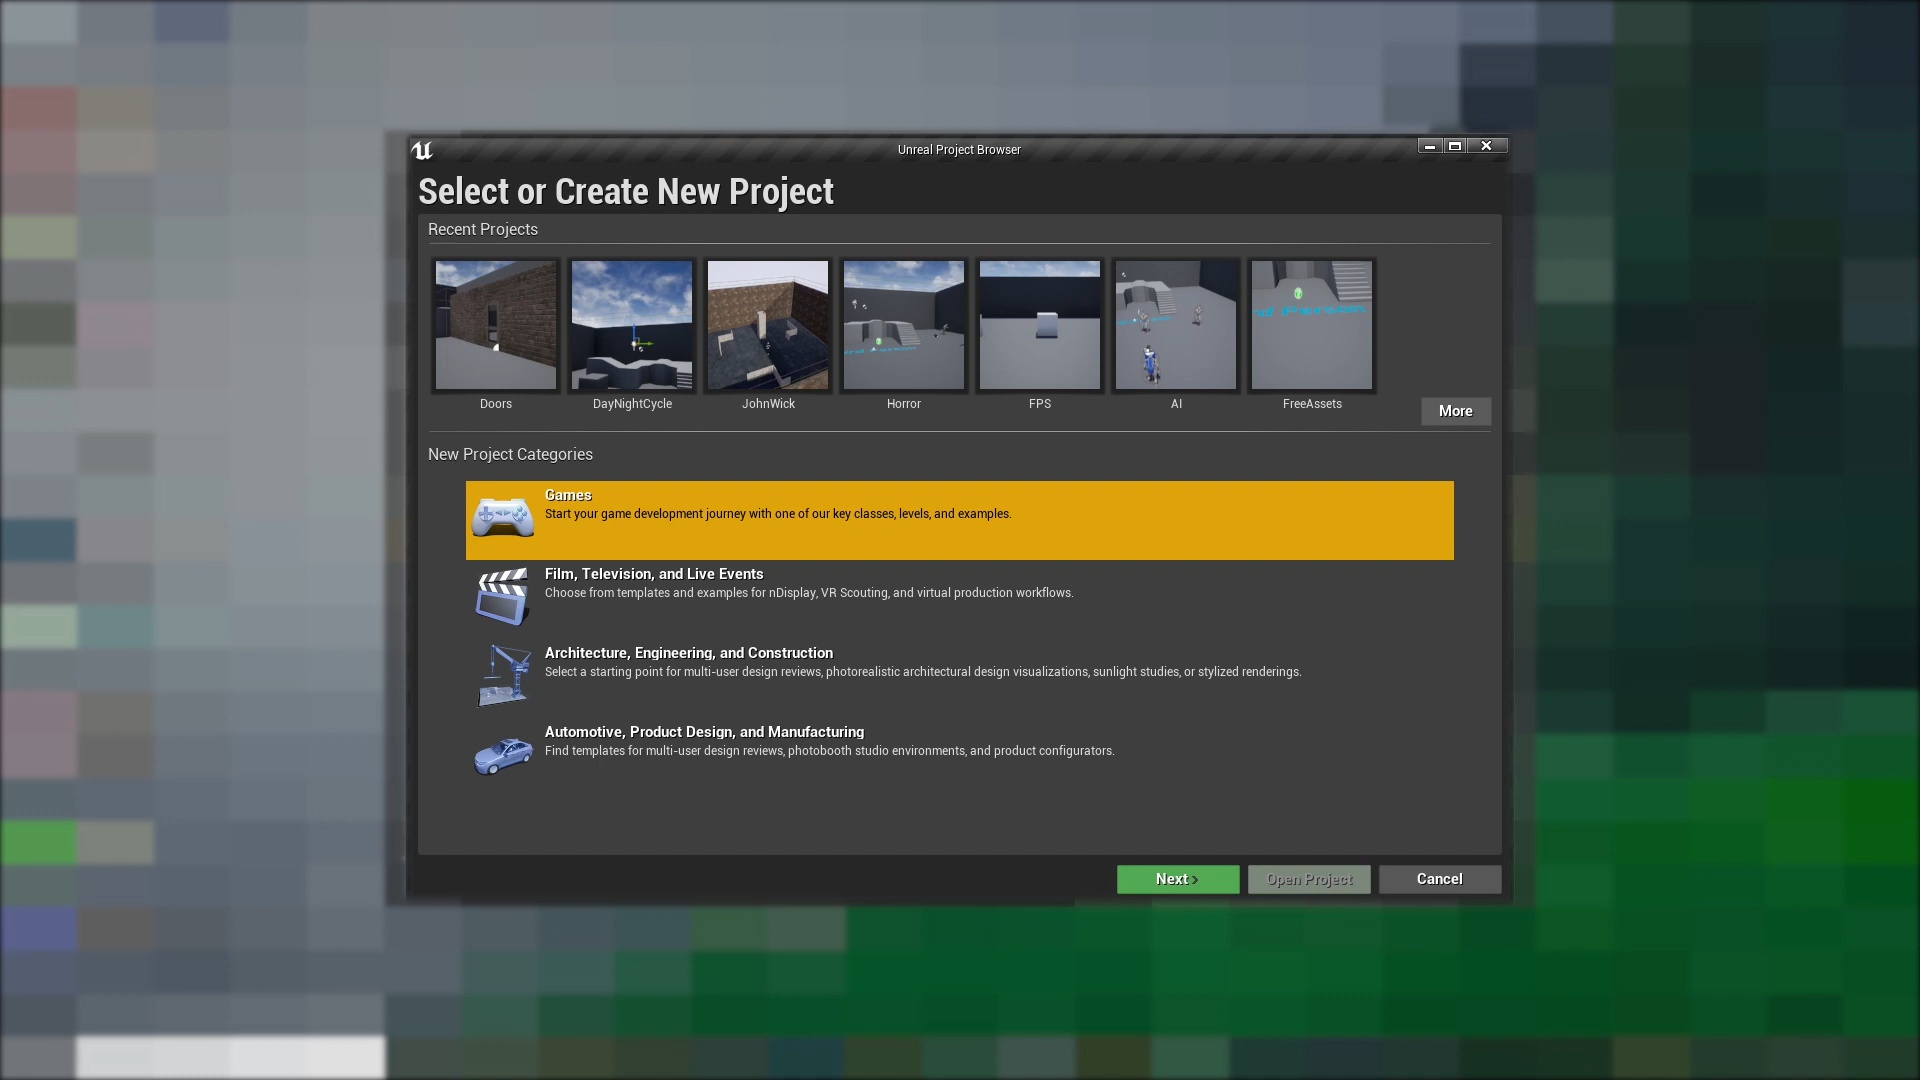 Unreal Project Browser
Select or Create New Project
Recent Projects
Doors
DayNightCycle
JohnWick
Horror
FPS
AI
FreeAssets
More
New Project Categories
Games
Start your game development journey with one of our key classes, levels, and examples.
Film, Television, and Live Events
Choose from templates and examples for nDisplay, VR Scouting, and virtual production workflows.
Architecture, Engineering, and Construction
Select a starting point for multi-user design reviews, photorealistic architectural design visualizations, sunlight studies, or stylized renderings.
Automotive, Product Design, and Manufacturing
Find templates for multi-user design reviews, photobooth studio environments, and product configurators.
Next >
Open Project
Cancel